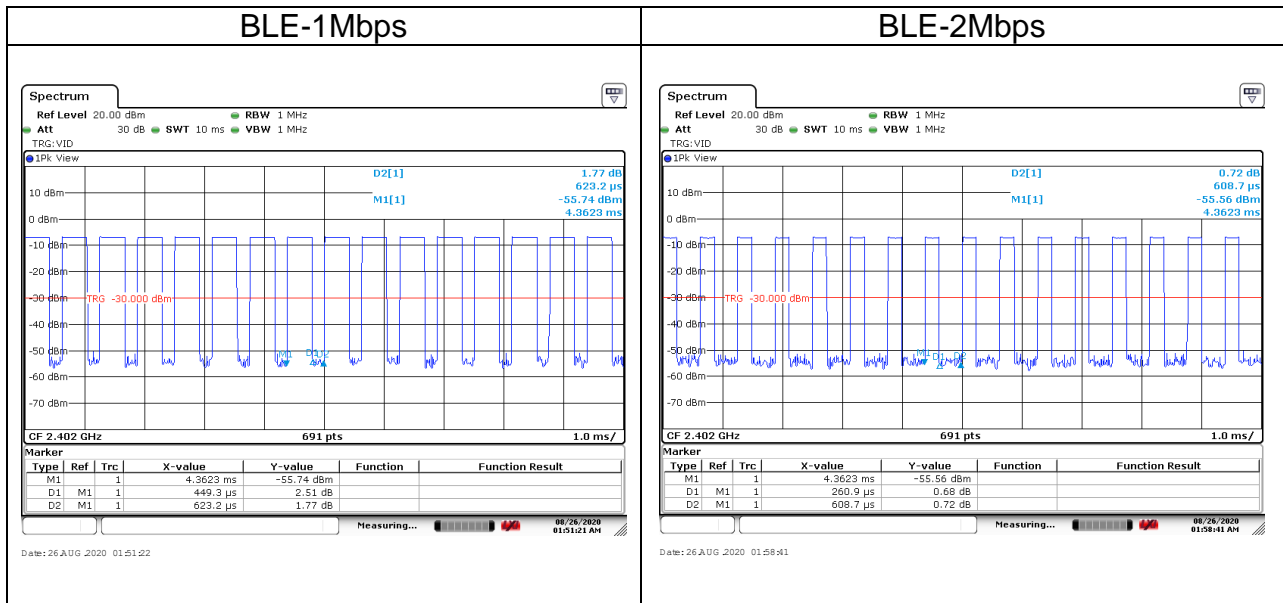 BLE-1Mbps
BLE-2Mbps
Spectrum
Ref Level 20.00 dBm RBW 1 MHz
Att 30 dB SWT 10 ms VBW 1 MHz
TRG:VID
1Pk View
D2[1] 1.77 dB
623.2 µs
M1[1] -55.74 dBm
4.3623 ms
10 dBm
0 dBm
-10 dBm
-20 dBm
-30 dBm
TRG -30.000 dBm
-40 dBm
-50 dBm
M1 D1 D2
-60 dBm
-70 dBm
CF 2.402 GHz 691 pts 1.0 ms/
Marker
Type Ref Trc X-value Y-value Function Function Result
M1 1 4.3623 ms -55.74 dBm
D1 M1 1 449.3 µs 2.51 dB
D2 M1 1 623.2 µs 1.77 dB
Measuring... 08/26/2020
01:51:21 AM
Date: 26.AUG.2020 01:51:22
Spectrum
Ref Level 20.00 dBm RBW 1 MHz
Att 30 dB SWT 10 ms VBW 1 MHz
TRG:VID
1Pk View
D2[1] 0.72 dB
608.7 µs
M1[1] -55.56 dBm
4.3623 ms
10 dBm
0 dBm
-10 dBm
-20 dBm
-30 dBm
TRG -30.000 dBm
-40 dBm
-50 dBm
M1 D1 D2
-60 dBm
-70 dBm
CF 2.402 GHz 691 pts 1.0 ms/
Marker
Type Ref Trc X-value Y-value Function Function Result
M1 1 4.3623 ms -55.56 dBm
D1 M1 1 260.9 µs 0.68 dB
D2 M1 1 608.7 µs 0.72 dB
Measuring... 08/26/2020
01:58:41 AM
Date: 26.AUG.2020 01:58:41